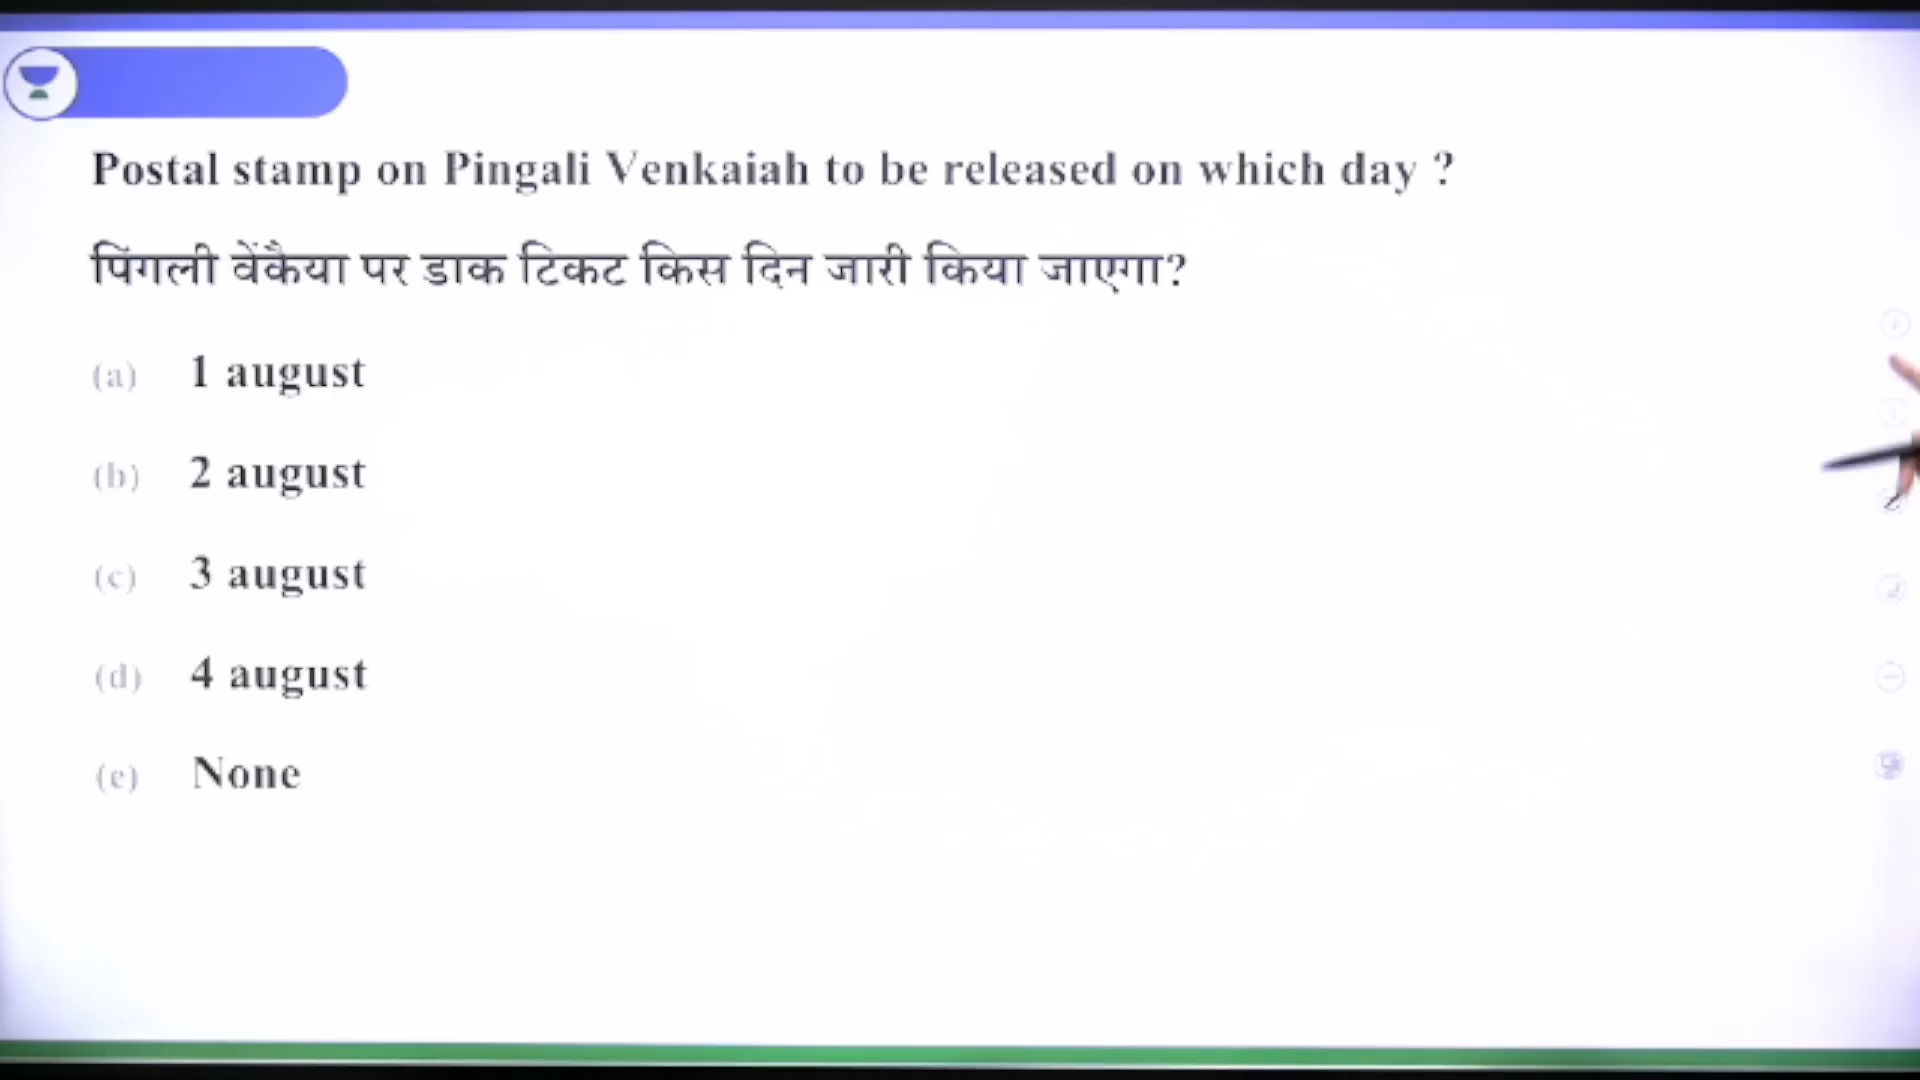 Postal stamp on Pingali Venkaiah to be released on which day ?
पिंगली वेंकैया पर डाक टिकट किस दिन जारी किया जाएगा?
(a) 1 august
(b) 2 august
(c) 3 august
(d) 4 august
(e) None